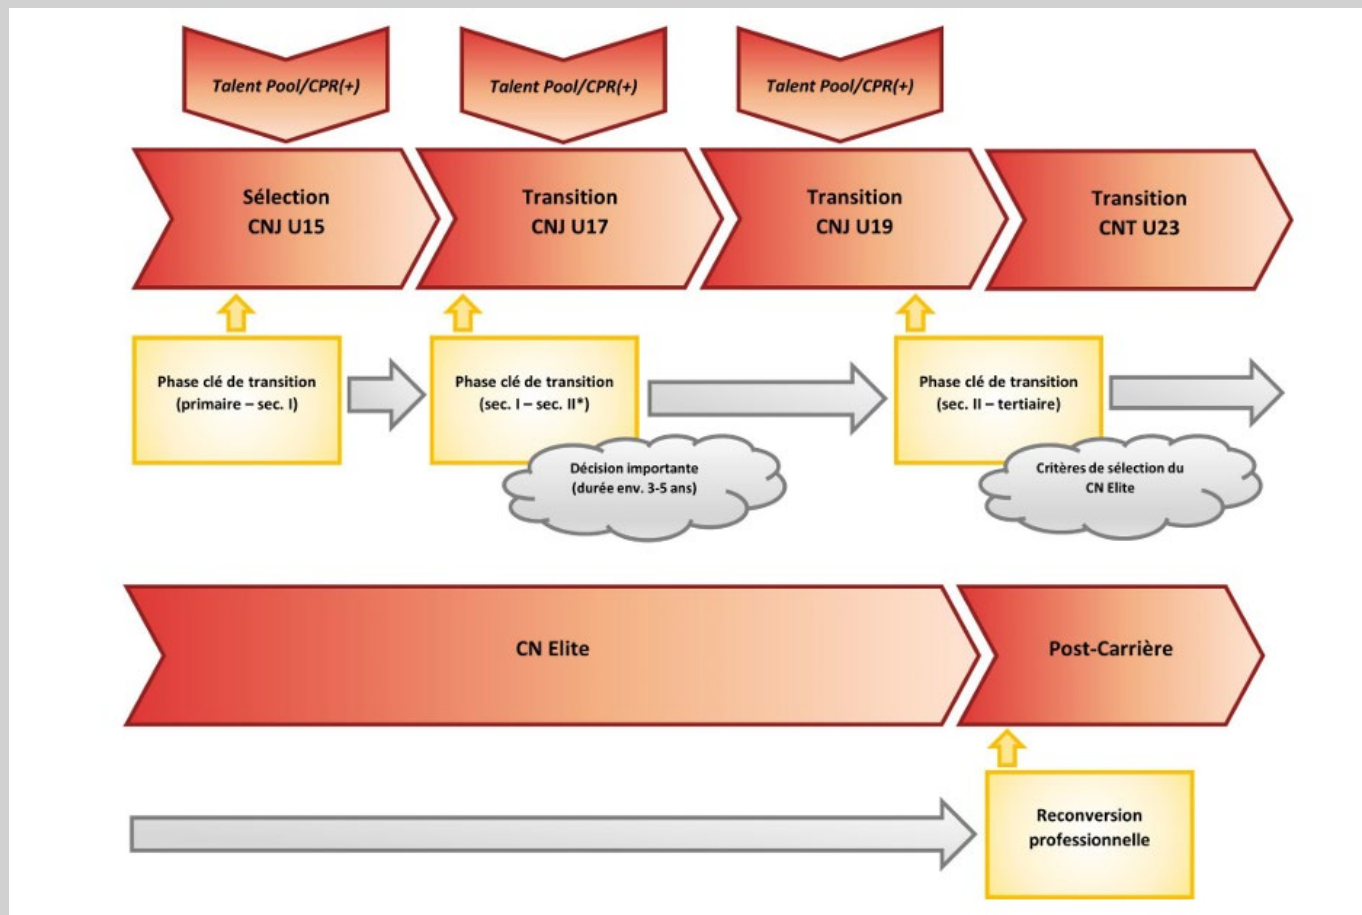 Talent Pool/CPR(+)
Talent Pool/CPR(+)
Talent Pool/CPR(+)
Sélection
CNJ U15
Transition
CNJ U17
Transition
CNJ U19
Transition
CNT U23
Phase clé de transition
(primaire – sec. I)
Phase clé de transition
(sec. I – sec. II*)
Phase clé de transition
(sec. II – tertiaire)
Décision importante
(durée env. 3-5 ans)
Critères de sélection du
CN Elite
CN Elite
Post-Carrière
Reconversion
professionnelle